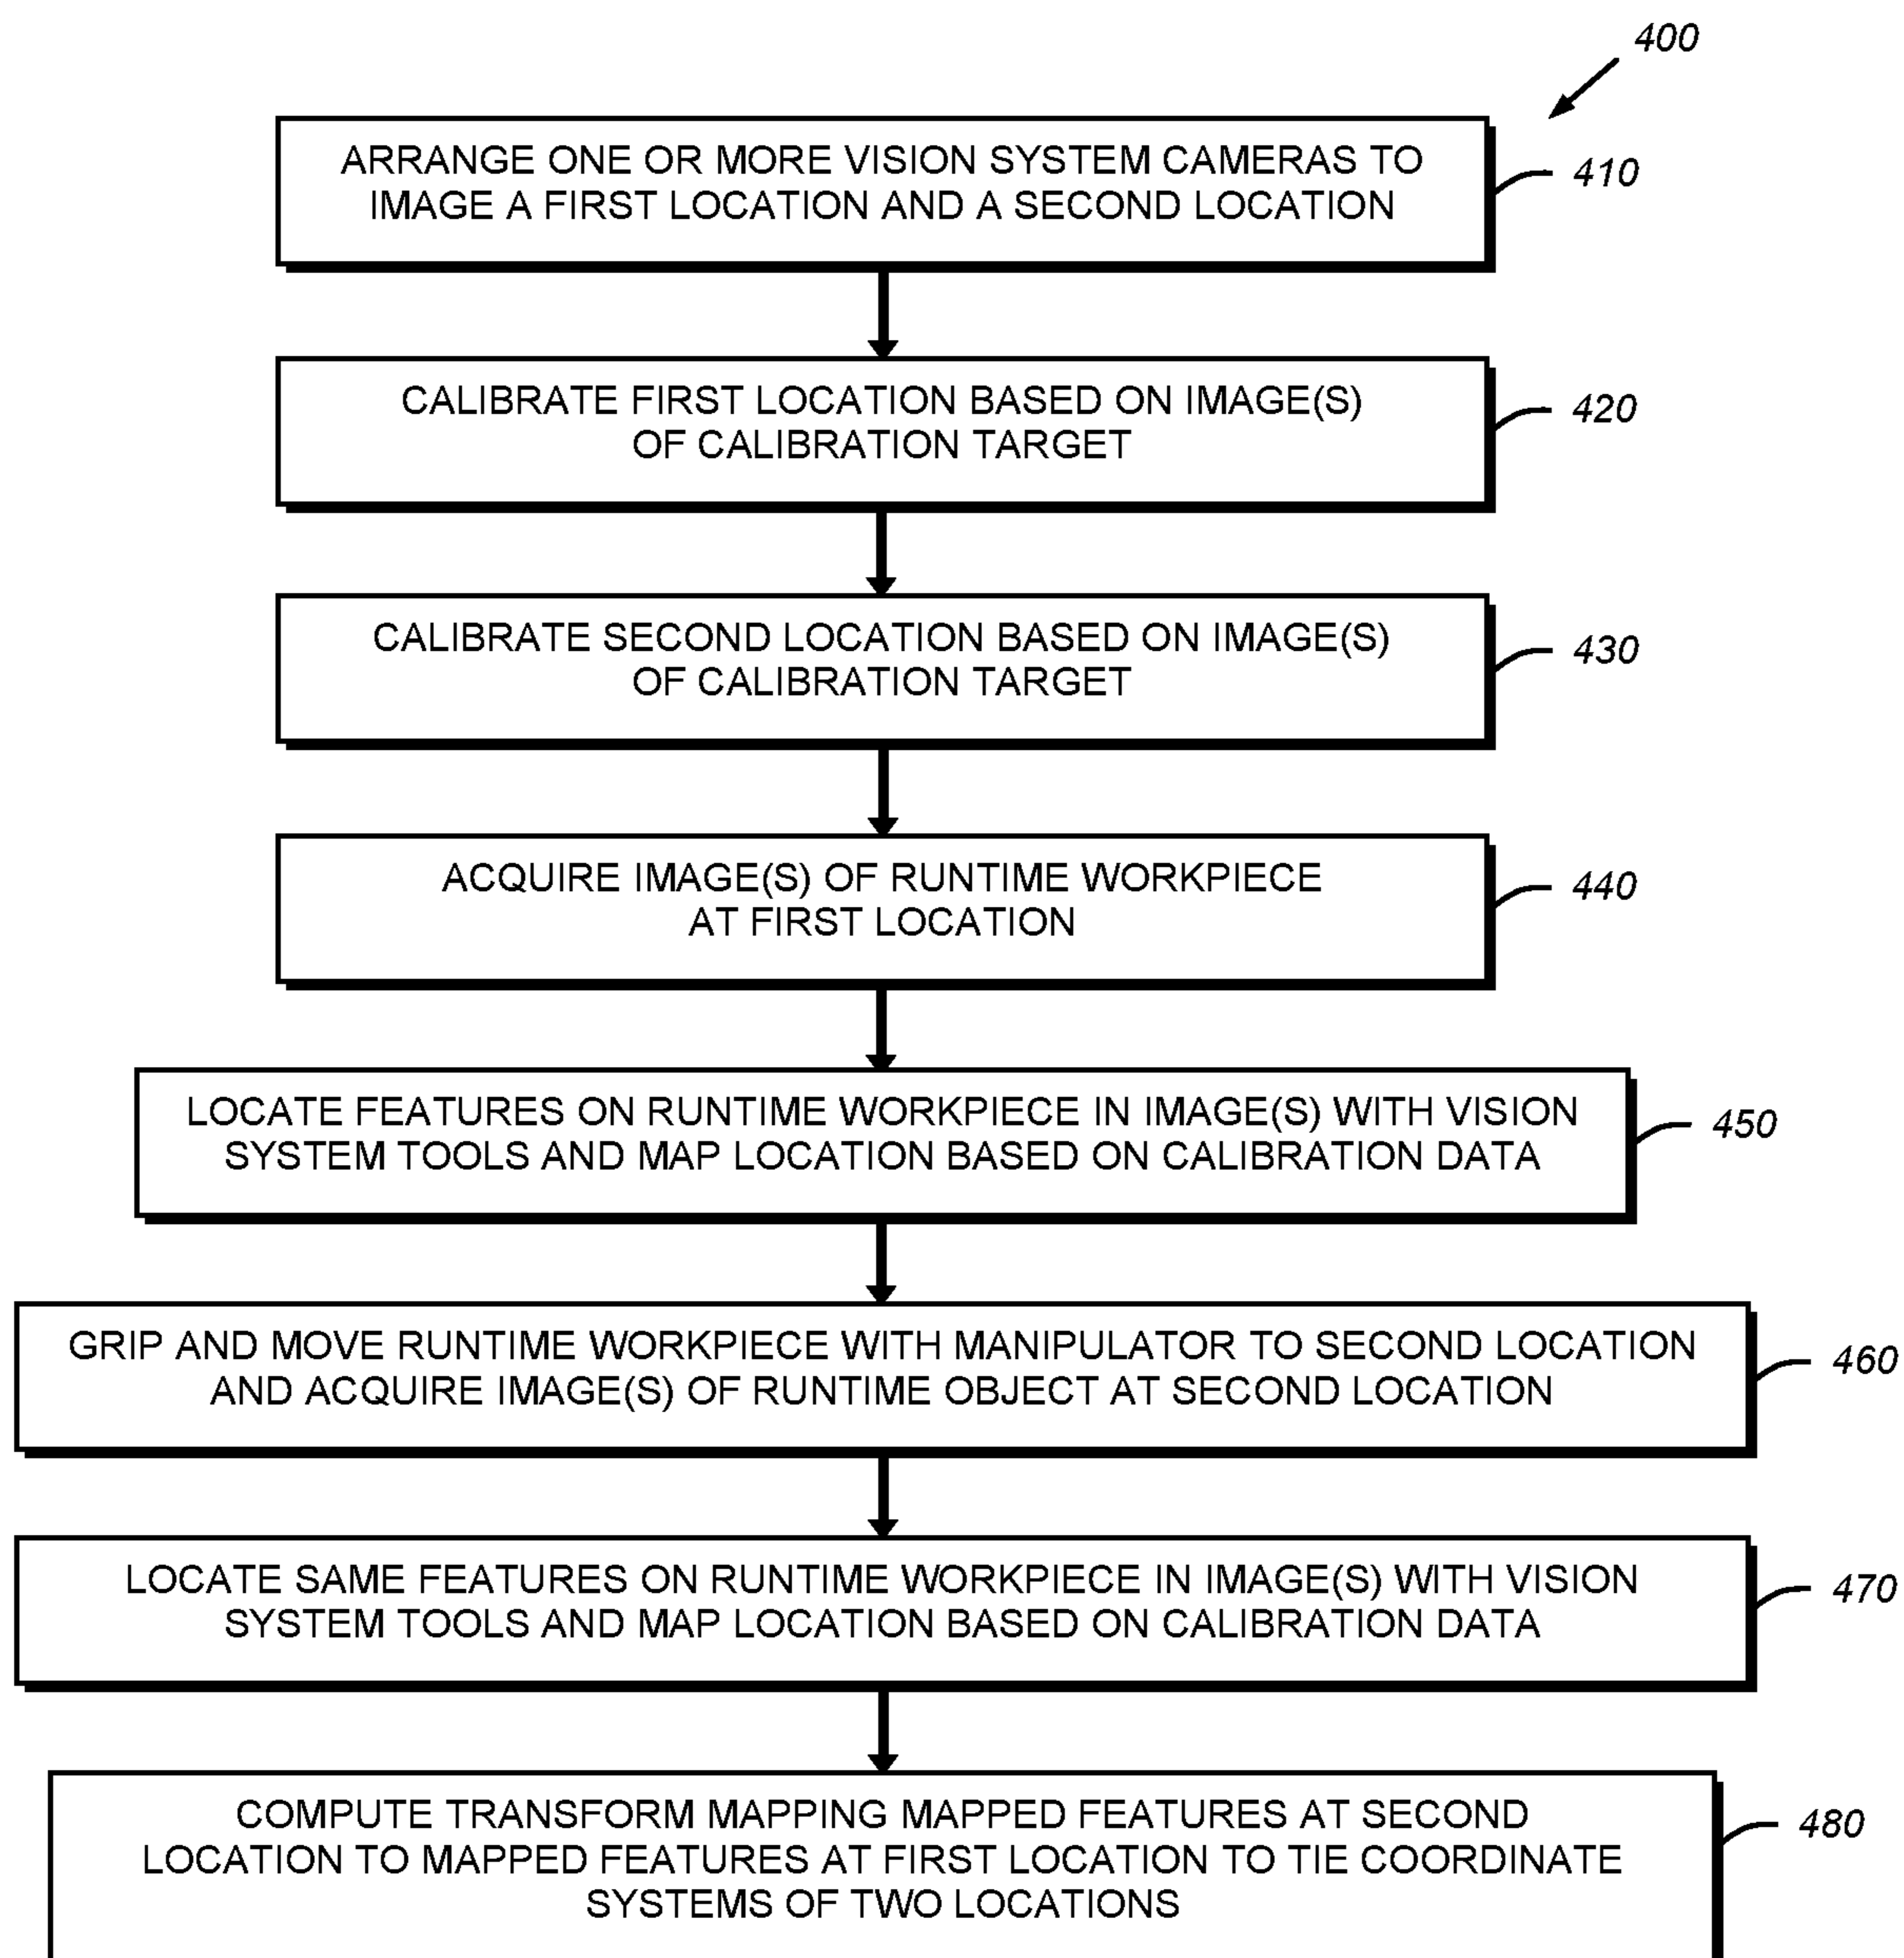 400
ARRANGE ONE OR MORE VISION SYSTEM CAMERAS TO
IMAGE A FIRST LOCATION AND A SECOND LOCATION
410
CALIBRATE FIRST LOCATION BASED ON IMAGE(S)
OF CALIBRATION TARGET
420
CALIBRATE SECOND LOCATION BASED ON IMAGE(S)
OF CALIBRATION TARGET
430
ACQUIRE IMAGE(S) OF RUNTIME WORKPIECE
AT FIRST LOCATION
440
LOCATE FEATURES ON RUNTIME WORKPIECE IN IMAGE(S) WITH VISION
SYSTEM TOOLS AND MAP LOCATION BASED ON CALIBRATION DATA
450
GRIP AND MOVE RUNTIME WORKPIECE WITH MANIPULATOR TO SECOND LOCATION
AND ACQUIRE IMAGE(S) OF RUNTIME OBJECT AT SECOND LOCATION
460
LOCATE SAME FEATURES ON RUNTIME WORKPIECE IN IMAGE(S) WITH VISION
SYSTEM TOOLS AND MAP LOCATION BASED ON CALIBRATION DATA
470
COMPUTE TRANSFORM MAPPING MAPPED FEATURES AT SECOND
LOCATION TO MAPPED FEATURES AT FIRST LOCATION TO TIE COORDINATE
SYSTEMS OF TWO LOCATIONS
480